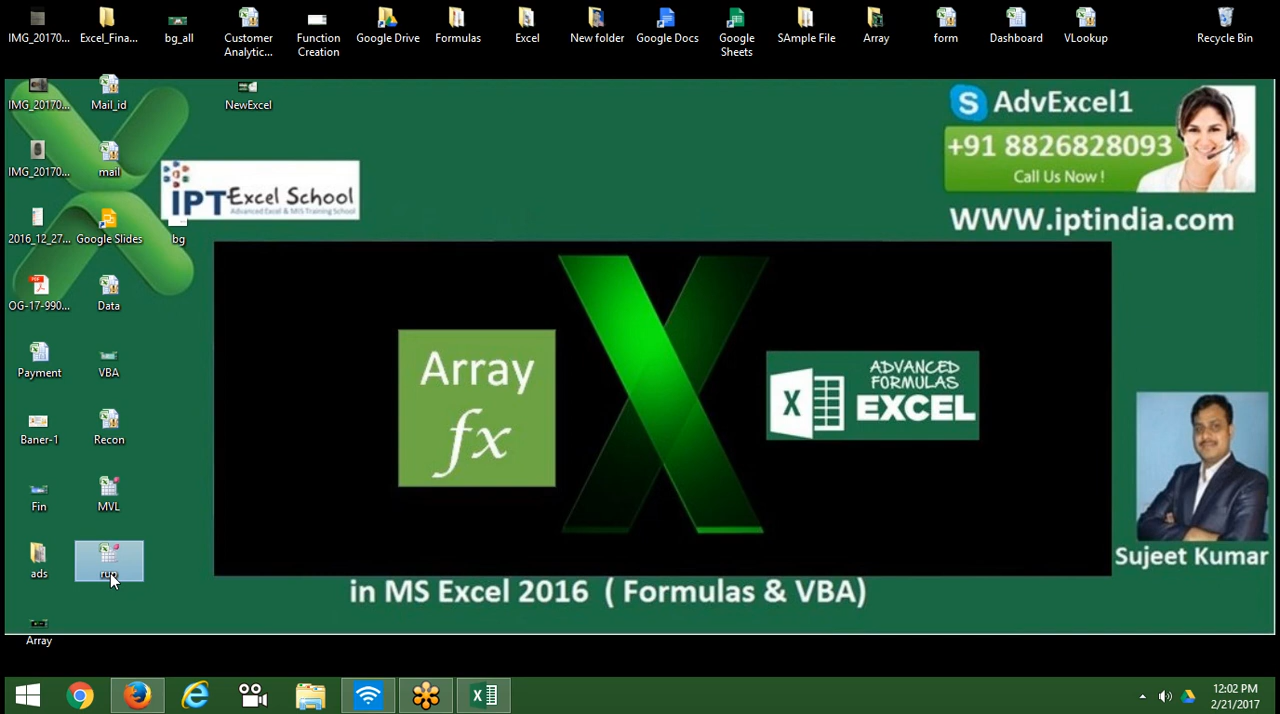 IMG_20170...
Excel_Fina...
bg_all
Customer
Analytic...
Function
Creation
Google Drive
Formulas
Excel
New folder
Google Docs
Google
Sheets
SAmple File
Array
form
Dashboard
VLookup
Recycle Bin
IMG_20170...
Mail_id
NewExcel
IMG_20170...
mail
2016_12_27...
Google Slides
bg
OG-17-990...
Data
Payment
VBA
Baner-1
Recon
Fin
MVL
ads
run
Array
IPT Excel School
Advanced Excel & MIS Training School
AdvExcel1
+91 8826828093
Call Us Now !
WWW.iptindia.com
Array
fx
X
ADVANCED
FORMULAS
EXCEL
Sujeet Kumar
in MS Excel 2016 ( Formulas & VBA)
12:02 PM
2/21/2017